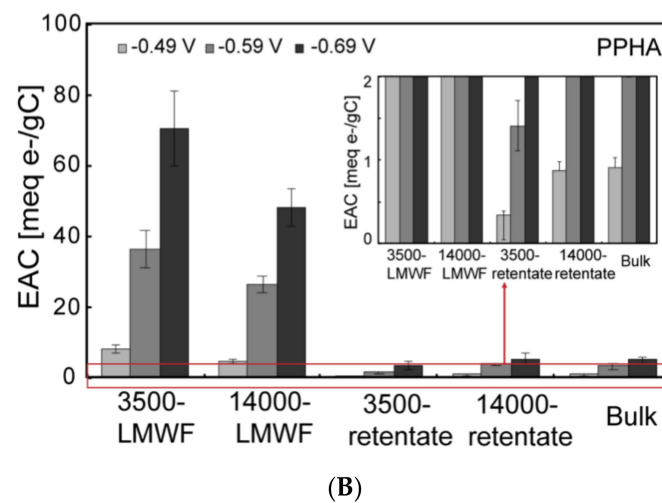 100
80
60
40
20
0
EAC [meq e-/gC]
-0.49 V -0.59 V -0.69 V
PPHA
2
1
0
EAC [meq e-/gC]
3500-
LMWF
14000-
LMWF
3500-
retentate
14000-
retentate
Bulk
3500-
LMWF
14000-
LMWF
3500-
retentate
14000-
retentate
Bulk
(B)